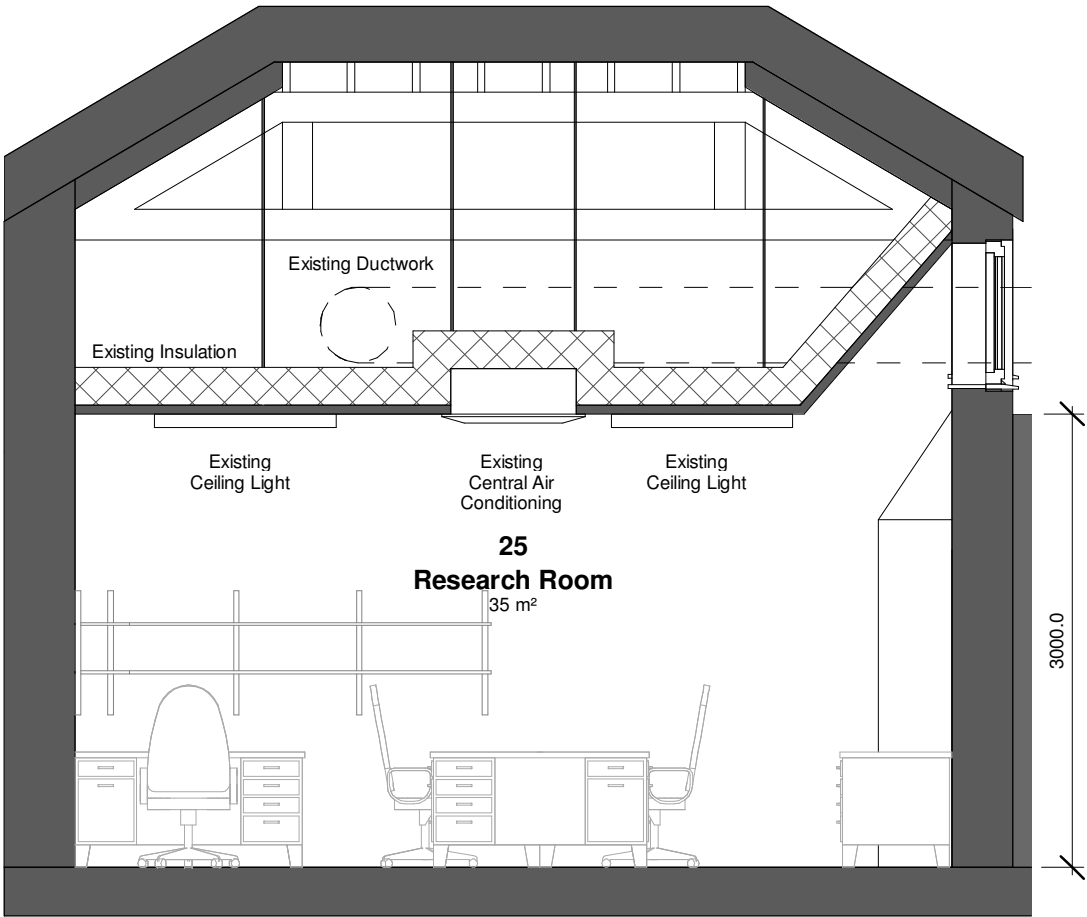 Existing Ductwork
Existing Insulation
Existing
Ceiling Light
Existing
Central Air
Conditioning
Existing
Ceiling Light
25
Research Room
35 m²
3000.0